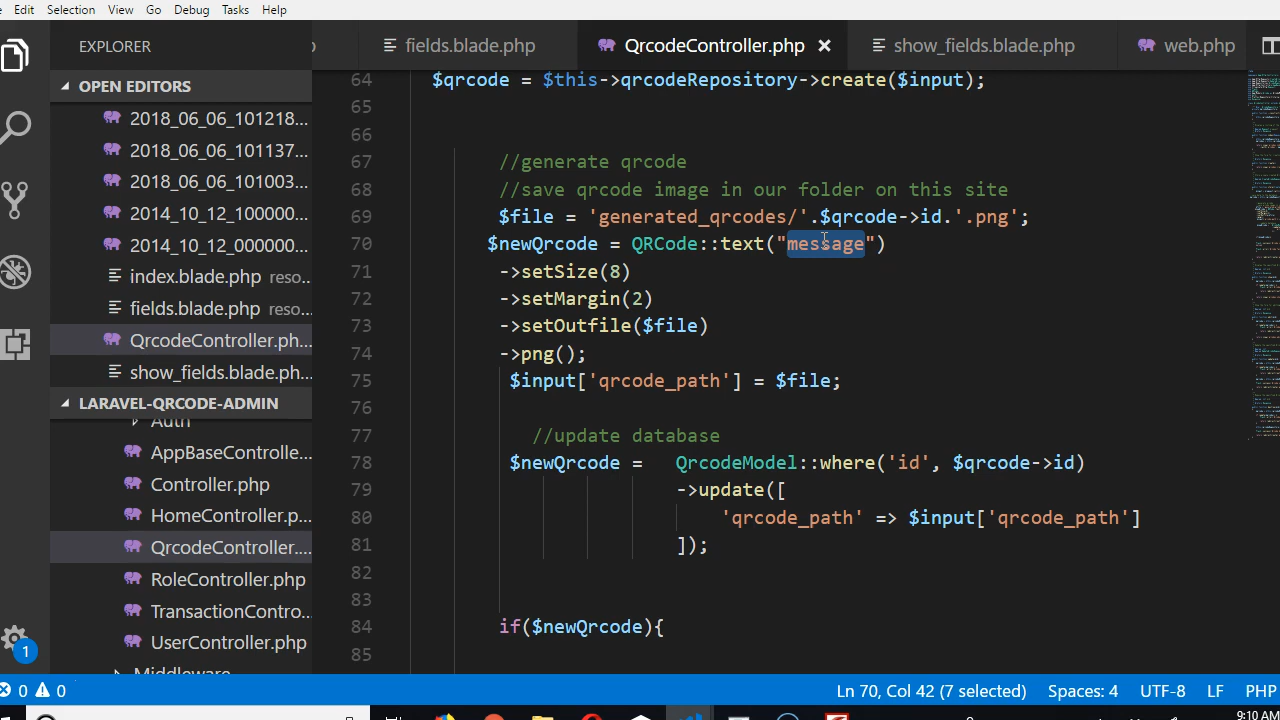 Edit Selection View Go Debug Tasks Help
EXPLORER
fields.blade.php QrcodeController.php × show_fields.blade.php web.php
OPEN EDITORS
2018_06_06_101218...
2018_06_06_101137...
2018_06_06_101003...
2014_10_12_100000...
2014_10_12_000000...
index.blade.php reso...
fields.blade.php reso...
QrcodeController.ph...
show_fields.blade.ph...
LARAVEL-QRCODE-ADMIN
Auth
AppBaseControlle...
Controller.php
HomeController.p...
QrcodeController....
RoleController.php
TransactionContro...
UserController.php
Middleware
1
64 $qrcode = $this->qrcodeRepository->create($input);
65
66
67 //generate qrcode
68 //save qrcode image in our folder on this site
69 $file = 'generated_qrcodes/'.$qrcode->id.'.png';
70 $newQrcode = QRCode::text("message")
71 ->setSize(8)
72 ->setMargin(2)
73 ->setOutfile($file)
74 ->png();
75 $input['qrcode_path'] = $file;
76
77 //update database
78 $newQrcode = QrcodeModel::where('id', $qrcode->id)
79 ->update([
80 'qrcode_path' => $input['qrcode_path']
81 ]);
82
83
84 if($newQrcode){
85
0 0 Ln 70, Col 42 (7 selected) Spaces: 4 UTF-8 LF PHP
9:10 AM